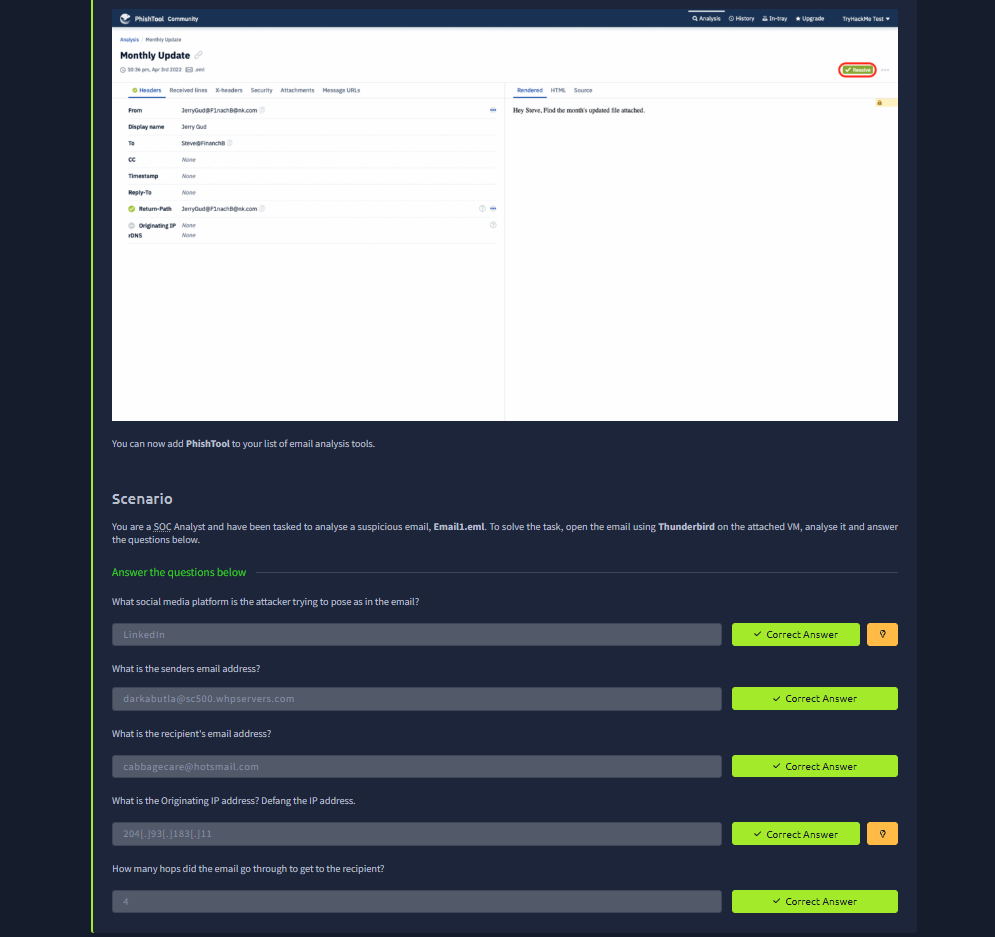 PhishTool Community
Analysis History In-tray Upgrade TryHackMe Test
Analysis / Monthly Update
Monthly Update
10:36 pm, Apr 3rd 2022 .eml
Resolve
Headers Received lines X-headers Security Attachments Message URLs
Rendered HTML Source
From JerryGud@F1nachB@nk.com
Hey Steve, Find the month's updated file attached.
Display name Jerry Gud
To Steve@FinanchB
CC None
Timestamp None
Reply-To None
Return-Path JerryGud@F1nachB@nk.com
Originating IP None
rDNS None
You can now add PhishTool to your list of email analysis tools.
Scenario
You are a SOC Analyst and have been tasked to analyse a suspicious email, Email1.eml. To solve the task, open the email using Thunderbird on the attached VM, analyse it and answer
the questions below.
Answer the questions below
What social media platform is the attacker trying to pose as in the email?
LinkedIn
Correct Answer
What is the senders email address?
darkabutla@sc500.whpservers.com
Correct Answer
What is the recipient's email address?
cabbagecare@hotsmail.com
Correct Answer
What is the Originating IP address? Defang the IP address.
204[.]93[.]183[.]11
Correct Answer
How many hops did the email go through to get to the recipient?
4
Correct Answer